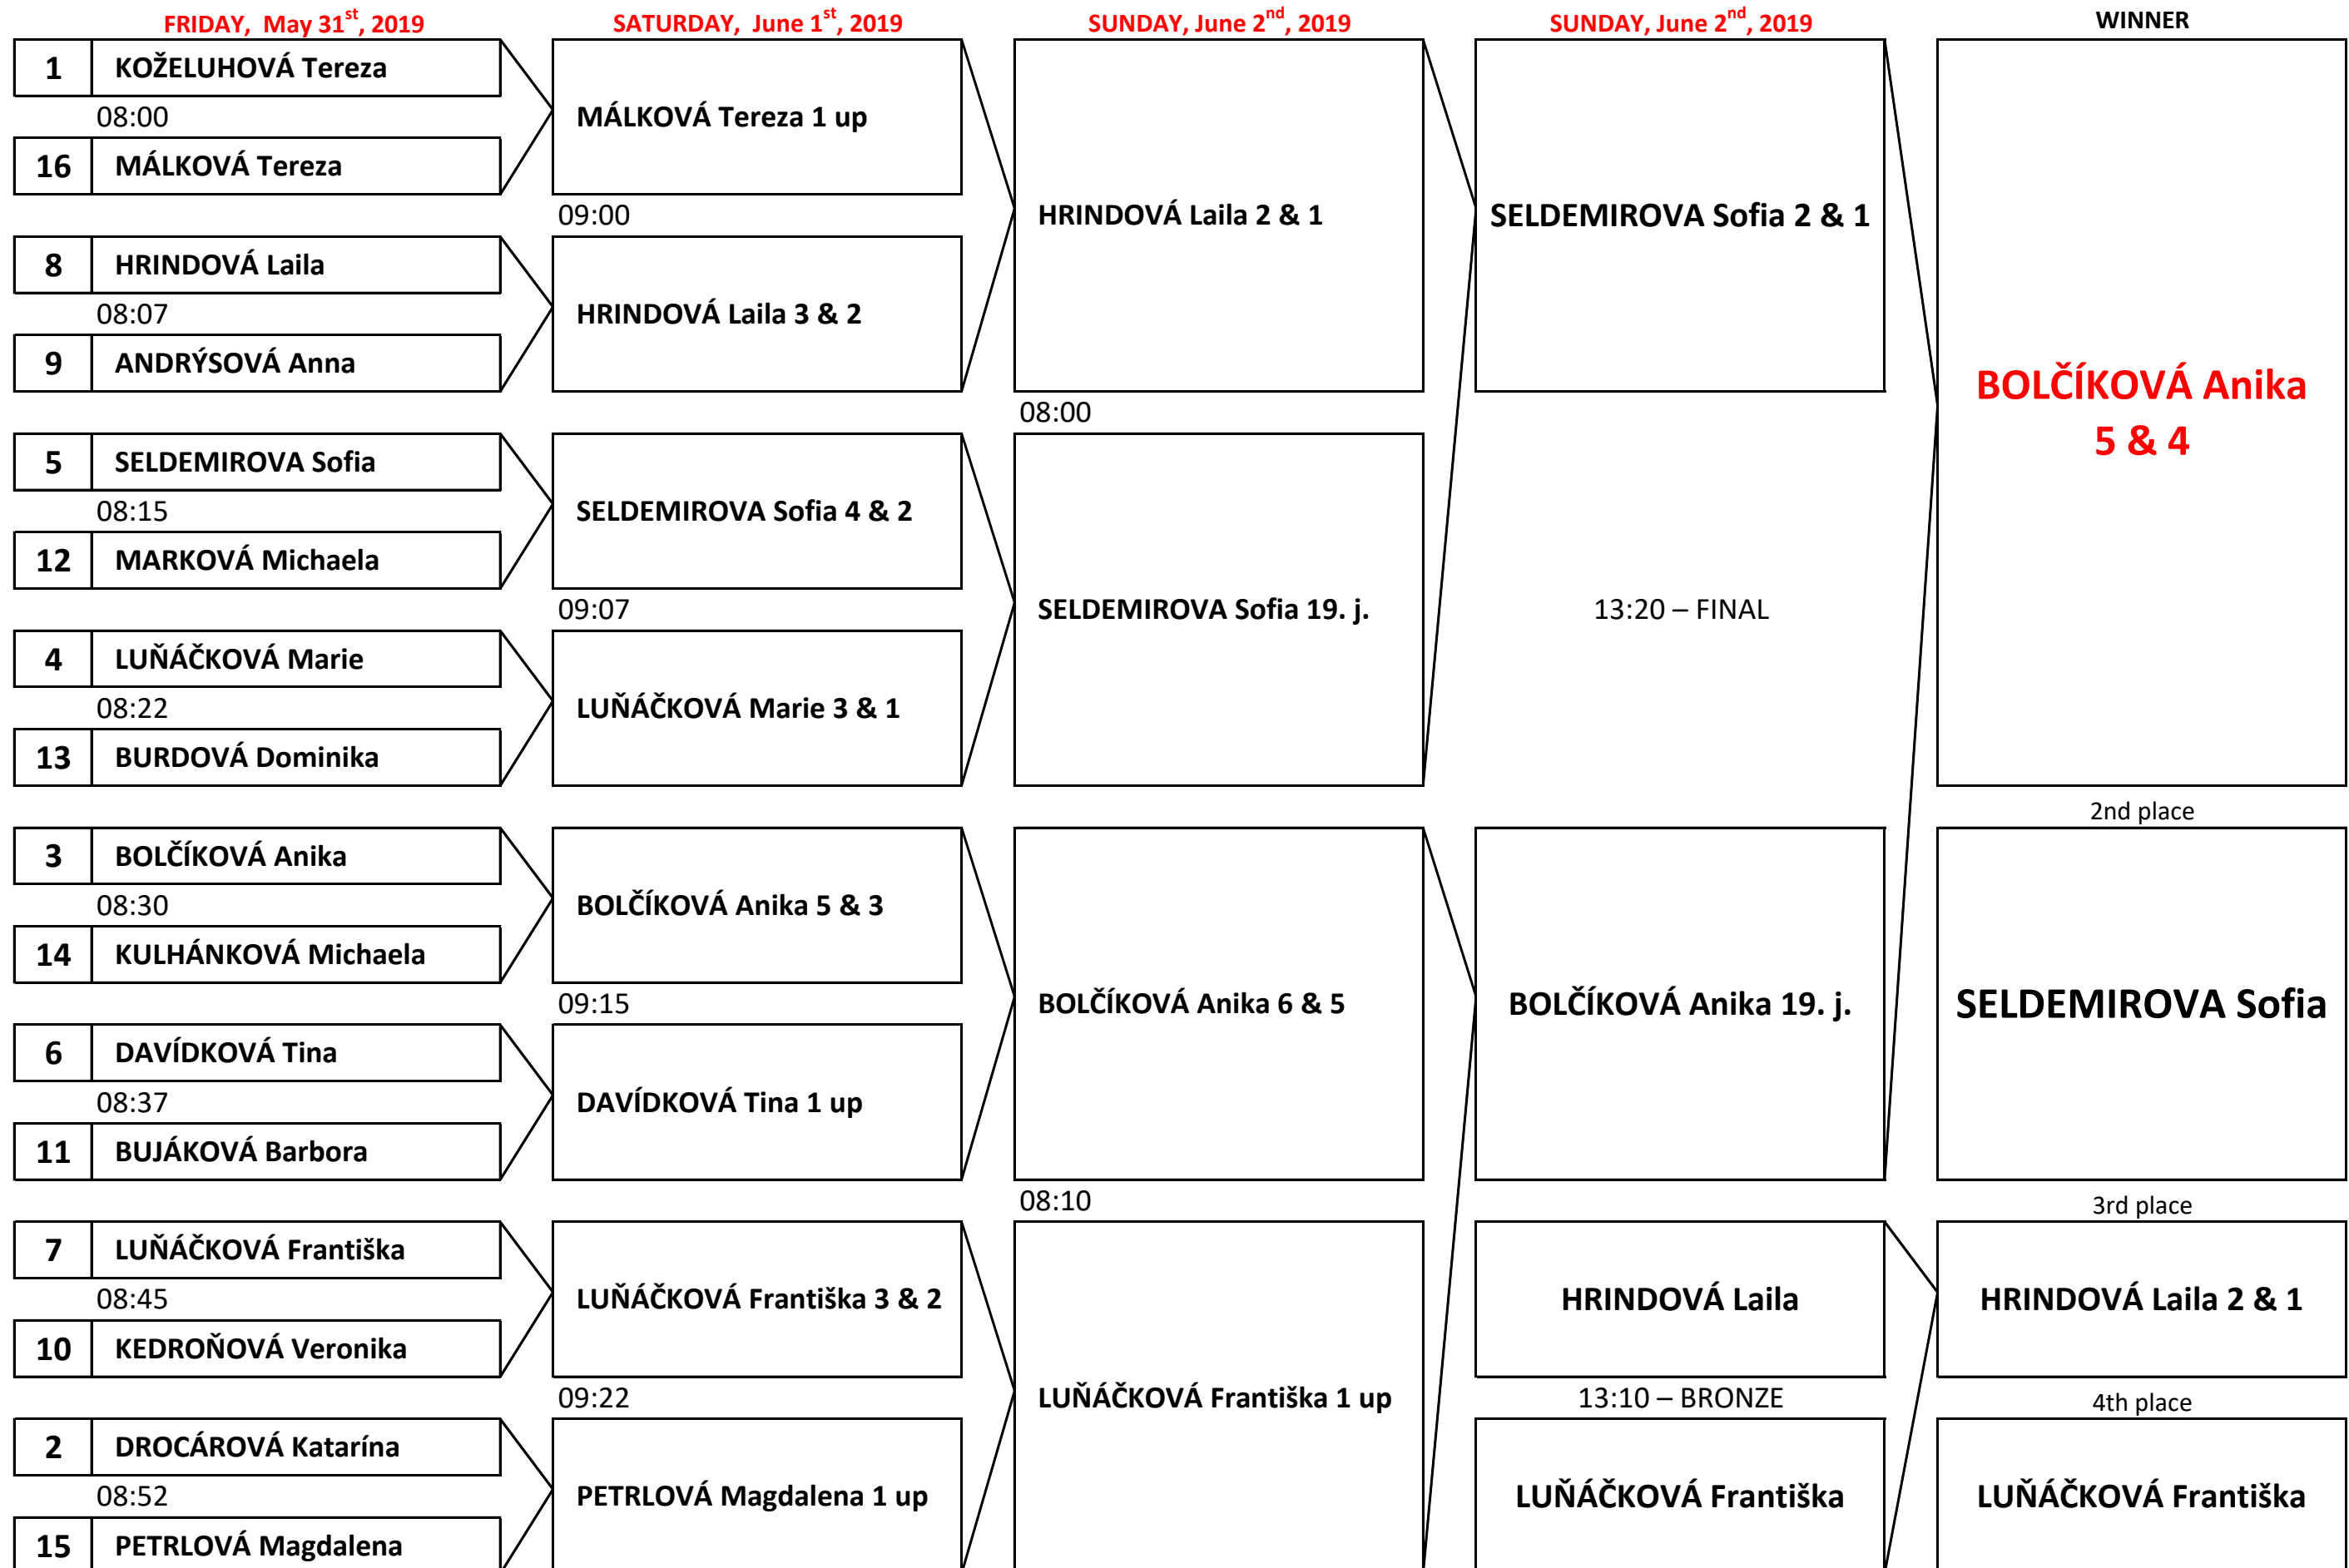 FRIDAY, May 31st, 2019
1 KOŽELUHOVÁ Tereza
08:00
16 MÁLKOVÁ Tereza
8 HRINDOVÁ Laila
08:07
9 ANDRÝSOVÁ Anna
5 SELDEMIROVA Sofia
08:15
12 MARKOVÁ Michaela
4 LUŇÁČKOVÁ Marie
08:22
13 BURDOVÁ Dominika
3 BOLČÍKOVÁ Anika
08:30
14 KULHÁNKOVÁ Michaela
6 DAVÍDKOVÁ Tina
08:37
11 BUJÁKOVÁ Barbora
7 LUŇÁČKOVÁ Františka
08:45
10 KEDROŇOVÁ Veronika
2 DROCÁROVÁ Katarína
08:52
15 PETRLOVÁ Magdalena
SATURDAY, June 1st, 2019
MÁLKOVÁ Tereza 1 up
09:00
HRINDOVÁ Laila 3 & 2
SELDEMIROVA Sofia 4 & 2
09:07
LUŇÁČKOVÁ Marie 3 & 1
BOLČÍKOVÁ Anika 5 & 3
09:15
DAVÍDKOVÁ Tina 1 up
LUŇÁČKOVÁ Františka 3 & 2
09:22
PETRLOVÁ Magdalena 1 up
SUNDAY, June 2nd, 2019
HRINDOVÁ Laila 2 & 1
08:00
SELDEMIROVA Sofia 19. j.
BOLČÍKOVÁ Anika 6 & 5
08:10
LUŇÁČKOVÁ Františka 1 up
SUNDAY, June 2nd, 2019
SELDEMIROVA Sofia 2 & 1
13:20 – FINAL
BOLČÍKOVÁ Anika 19. j.
HRINDOVÁ Laila
13:10 – BRONZE
LUŇÁČKOVÁ Františka
WINNER
BOLČÍKOVÁ Anika
5 & 4
2nd place
SELDEMIROVA Sofia
3rd place
HRINDOVÁ Laila 2 & 1
4th place
LUŇÁČKOVÁ Františka